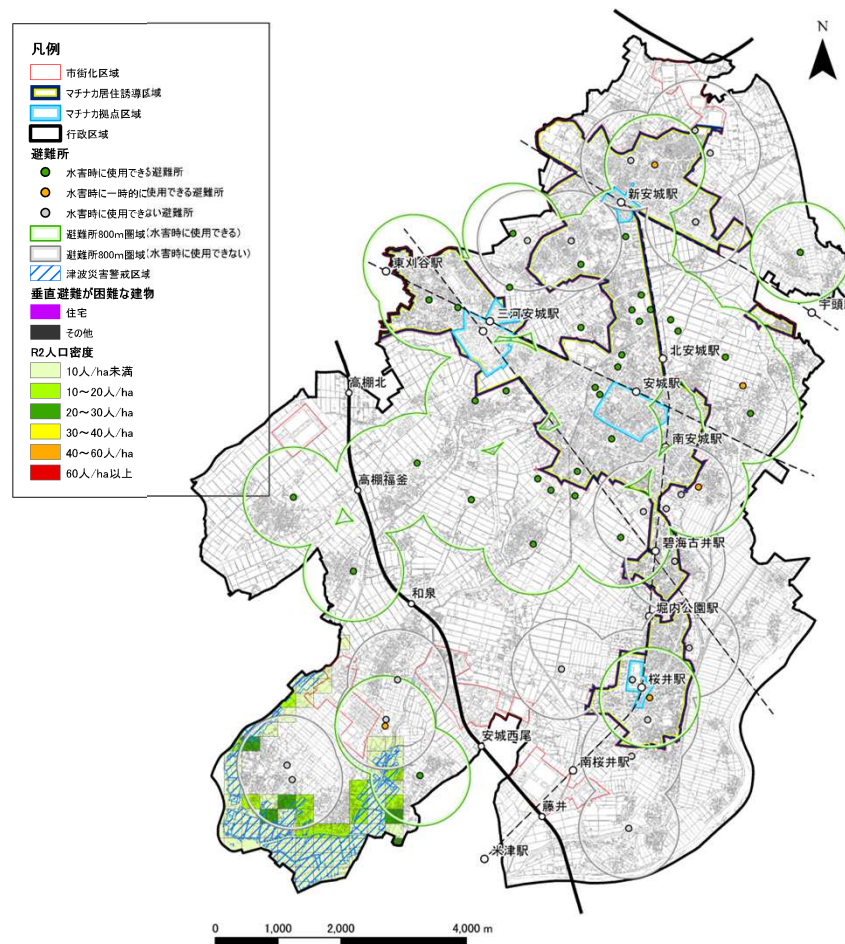 凡例
市街化区域
マチナカ居住誘導区域
マチナカ拠点区域
行政区域
避難所
水害時に使用できる避難所
水害時に一時的に使用できる避難所
水害時に使用できない避難所
避難所800m圏域(水害時に使用できる)
避難所800m圏域(水害時に使用できない)
津波災害警戒区域
垂直避難が困難な建物
住宅
その他
R2人口密度
10人/ha未満
10~20人/ha
20~30人/ha
30~40人/ha
40~60人/ha
60人/ha以上
N
新安城駅
東刈谷駅
宇頭
三河安城駅
北安城駅
高棚北
安城駅
南安城駅
高棚福釜
碧海古井駅
和泉
堀内公園駅
桜井駅
安城西尾
南桜井駅
藤井
米津駅
0 1,000 2,000 4,000 m